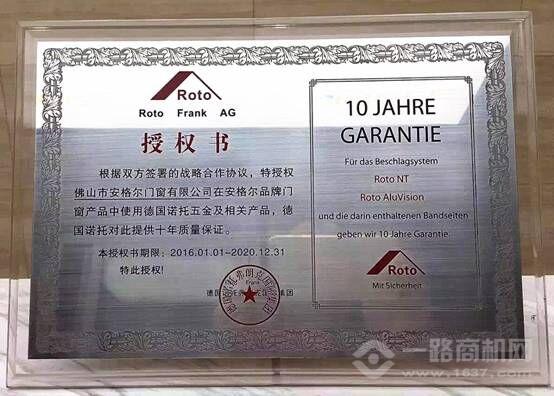 Roto
Roto Frank AG
授权书
根据双方签署的战略合作协议，特授权
佛山市安格尔门窗有限公司在安格尔品牌门
窗产品中使用德国诺托五金及相关产品，德
国诺托对此提供十年质量保证。
本授权书期限：2016.01.01-2020.12.31
特此授权!
10 JAHRE
GARANTIE
Für das Beschlagsystem
Roto NT
Roto AluVision
und die darin enthaltenen Bandseiten
geben wir 10 Jahre Garantie.
Roto
Mit Sicherheit
一路商机网
www.1637.com